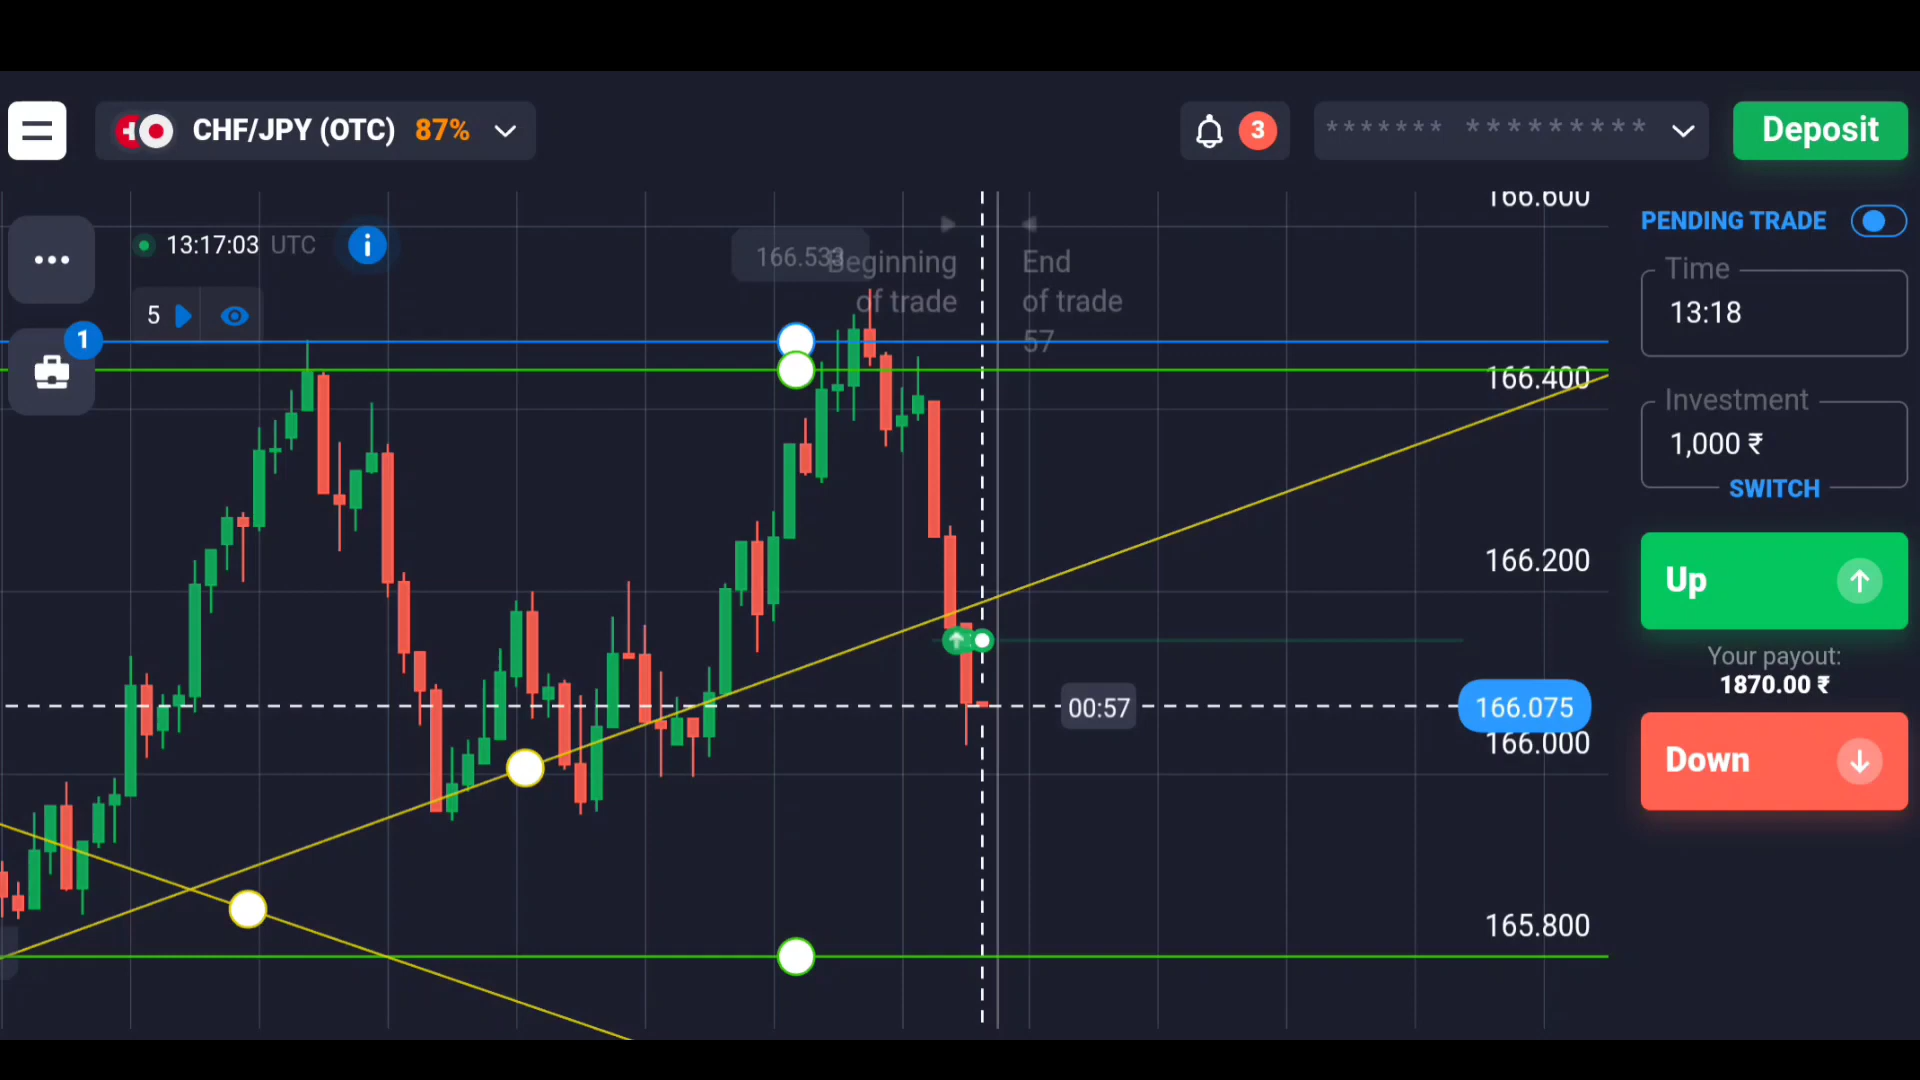 CHF/JPY (OTC) 87%
3
******* *********
Deposit
166.600
PENDING TRADE
13:17:03 UTC
i
166.533
Beginning
of trade
End
of trade
57
Time
13:18
5
1
166.400
Investment
1,000 ₹
SWITCH
166.200
Up
Your payout:
1870.00 ₹
00:57
166.075
166.000
Down
165.800